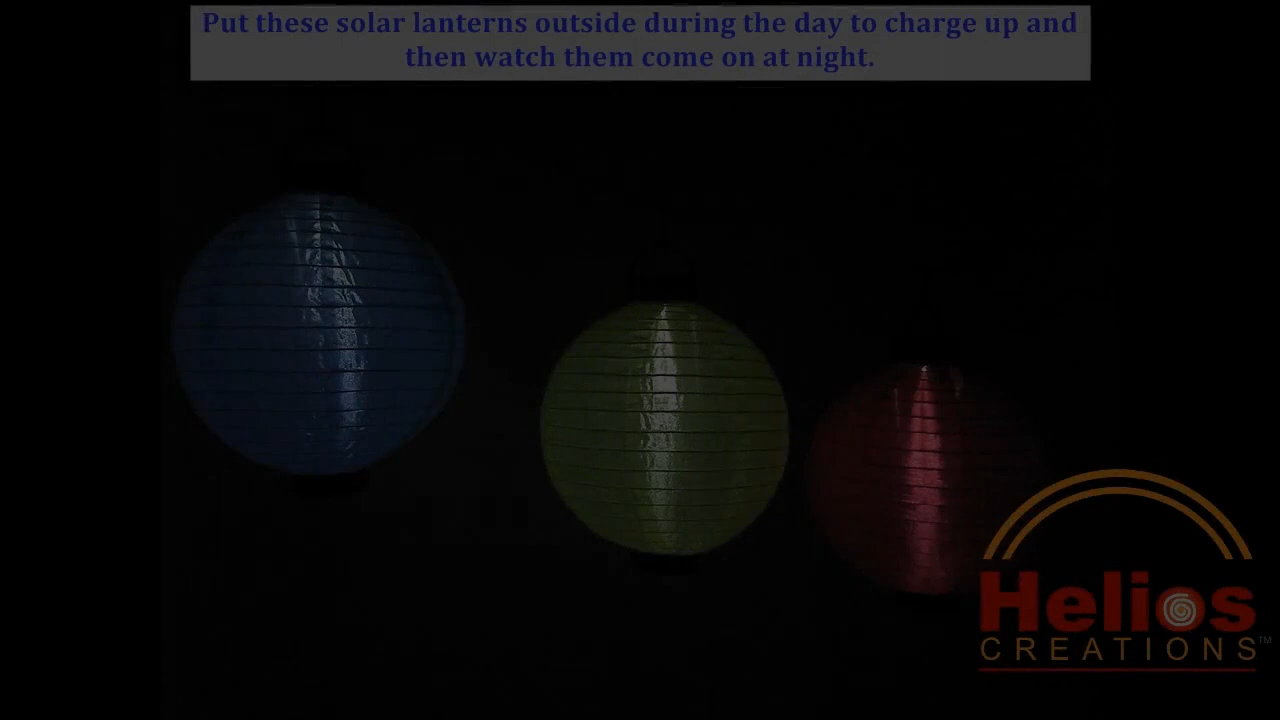 Put these solar lanterns outside during the day to charge up and
then watch them come on at night.
Helios
CREATIONS™